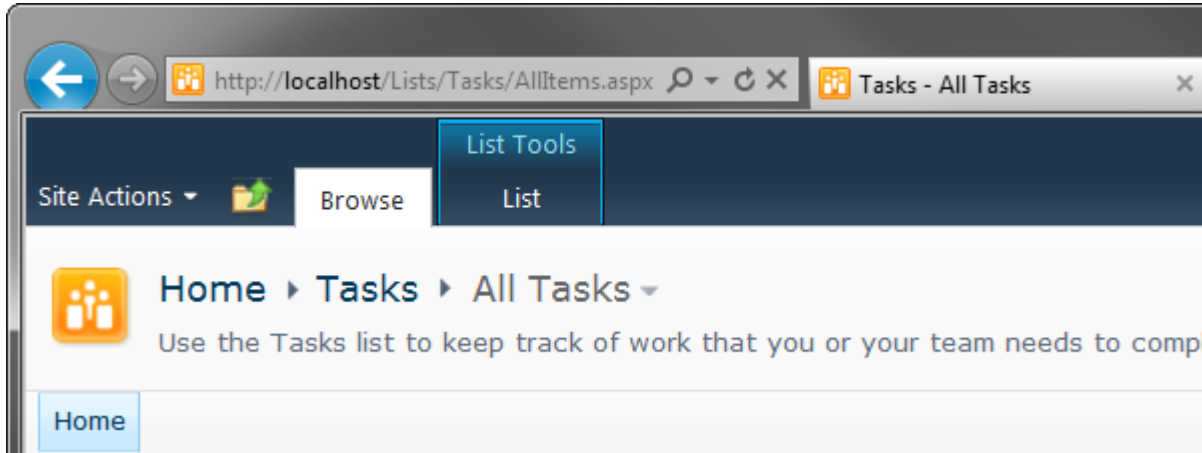 http://localhost/Lists/Tasks/AllItems.aspx
Tasks - All Tasks
List Tools
Site Actions
Browse
List
Home Tasks All Tasks
Use the Tasks list to keep track of work that you or your team needs to comp
Home